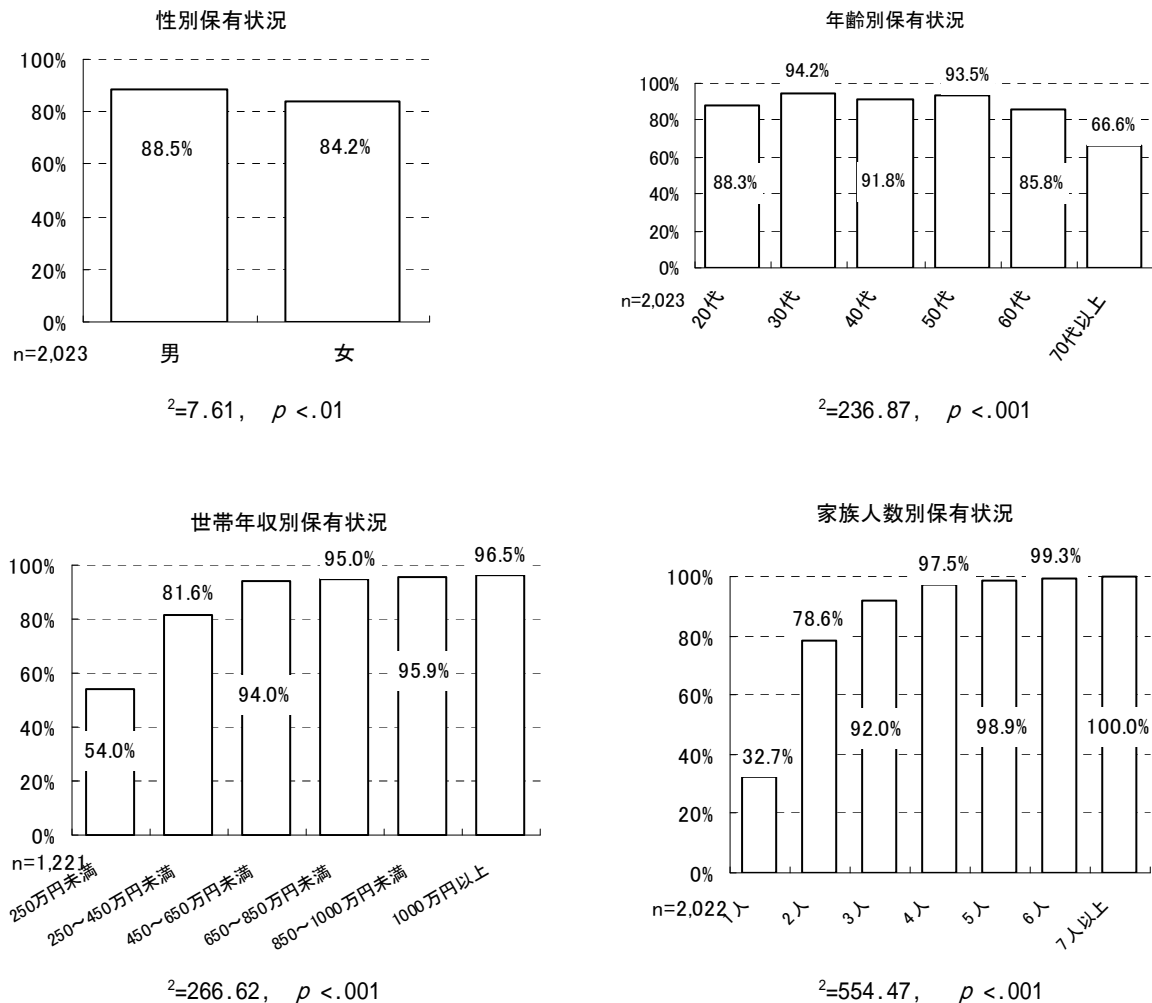 性別保有状況
100%
80%
60%
40%
20%
0%
88.5%
84.2%
n=2,023
男
女
²=7.61, p <.01
年齢別保有状況
100%
80%
60%
40%
20%
0%
88.3%
94.2%
91.8%
93.5%
85.8%
66.6%
n=2,023
20代
30代
40代
50代
60代
70代以上
²=236.87, p <.001
世帯年収別保有状況
100%
80%
60%
40%
20%
0%
54.0%
81.6%
94.0%
95.0%
95.9%
96.5%
n=1,221
250万円未満
250～450万円未満
450～650万円未満
650～850万円未満
850～1000万円未満
1000万円以上
²=266.62, p <.001
家族人数別保有状況
100%
80%
60%
40%
20%
0%
32.7%
78.6%
92.0%
97.5%
98.9%
99.3%
100.0%
n=2,022
1人
2人
3人
4人
5人
6人
7人以上
²=554.47, p <.001